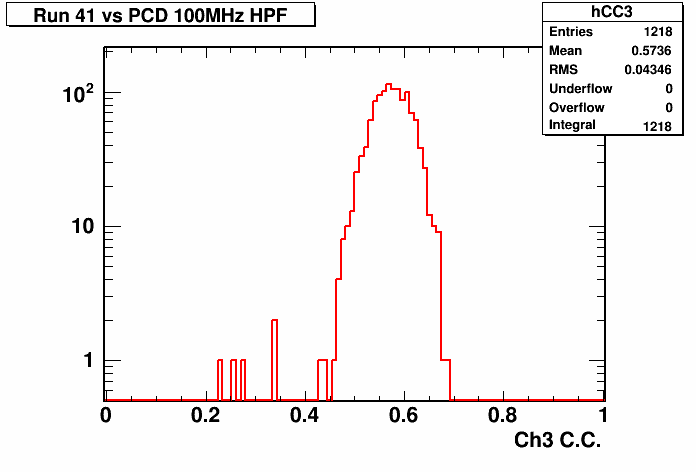 Run 41 vs PCD 100MHz HPF
hCC3
Entries 1218
Mean 0.5736
RMS 0.04346
Underflow 0
Overflow 0
Integral 1218
10²
10
1
0 0.2 0.4 0.6 0.8 1
Ch3 C.C.